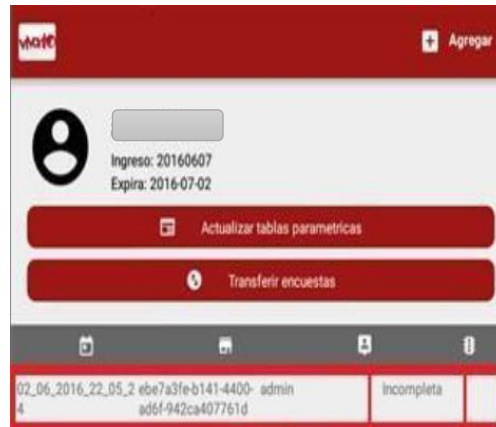 vivatO
Agregar
Ingreso: 20160607
Expira: 2016-07-02
Actualizar tablas parametricas
Transferir encuestas
02_06_2016_22_05_2 ebe7a3fe-b141-4400- admin Incompleta
4 ad6f-942ca407761d